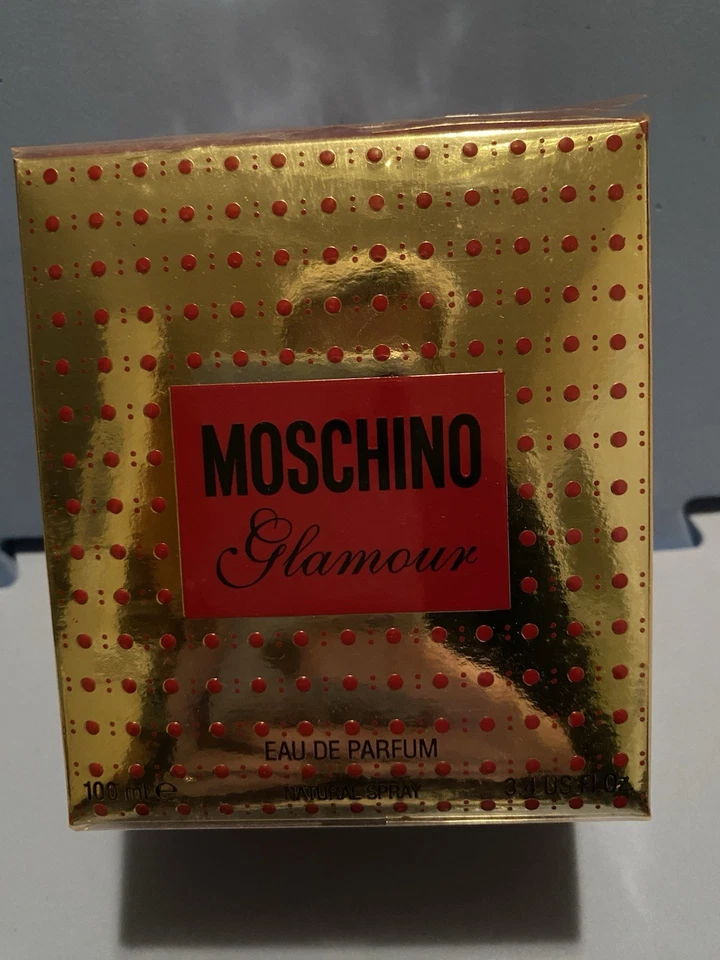 MOSCHINO
Glamour
EAU DE PARFUM
100 mL e
NATURAL SPRAY
3.4 US Fl Oz